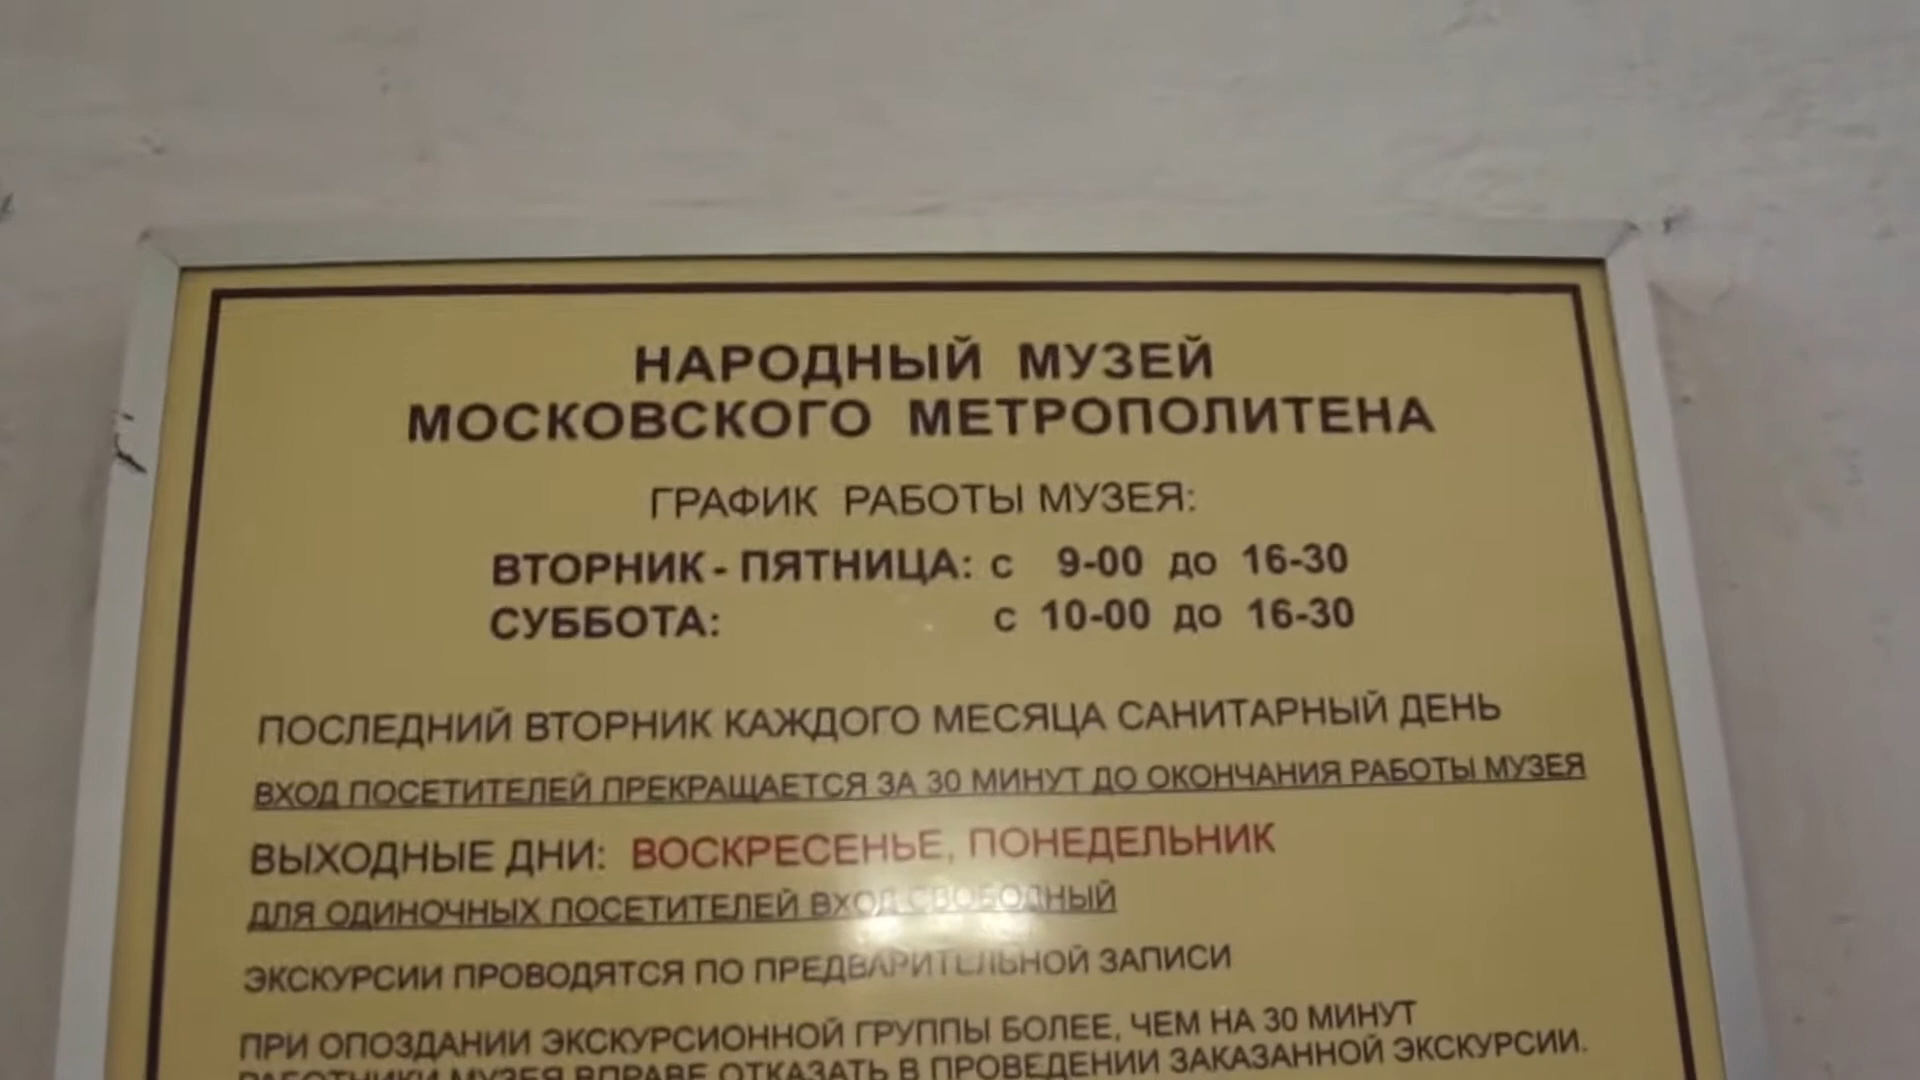 НАРОДНЫЙ МУЗЕЙ
МОСКОВСКОГО МЕТРОПОЛИТЕНА
ГРАФИК РАБОТЫ МУЗЕЯ:
ВТОРНИК - ПЯТНИЦА: с 9-00 до 16-30
СУББОТА: с 10-00 до 16-30
ПОСЛЕДНИЙ ВТОРНИК КАЖДОГО МЕСЯЦА САНИТАРНЫЙ ДЕНЬ
ВХОД ПОСЕТИТЕЛЕЙ ПРЕКРАЩАЕТСЯ ЗА 30 МИНУТ ДО ОКОНЧАНИЯ РАБОТЫ МУЗЕЯ
ВЫХОДНЫЕ ДНИ: ВОСКРЕСЕНЬЕ, ПОНЕДЕЛЬНИК
ДЛЯ ОДИНОЧНЫХ ПОСЕТИТЕЛЕЙ ВХОД СВОБОДНЫЙ
ЭКСКУРСИИ ПРОВОДЯТСЯ ПО ПРЕДВАРИТЕЛЬНОЙ ЗАПИСИ
ПРИ ОПОЗДАНИИ ЭКСКУРСИОННОЙ ГРУППЫ БОЛЕЕ, ЧЕМ НА 30 МИНУТ
РАБОТНИКИ МУЗЕЯ ВПРАВЕ ОТКАЗАТЬ В ПРОВЕДЕНИИ ЗАКАЗАННОЙ ЭКСКУРСИИ.